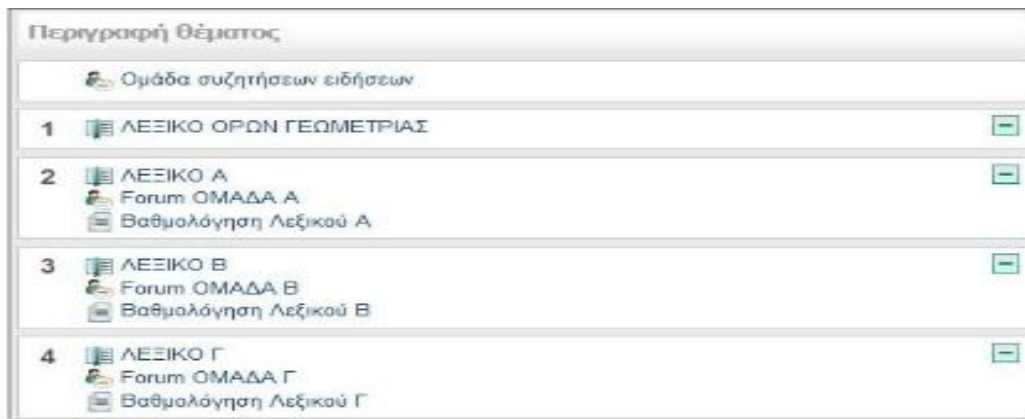 Περιγραφή θέματος
Ομάδα συζητήσεων ειδήσεων
1 ΛΕΞΙΚΟ ΟΡΩΝ ΓΕΩΜΕΤΡΙΑΣ
2 ΛΕΞΙΚΟ Α
Forum ΟΜΑΔΑ Α
Βαθμολόγηση Λεξικού Α
3 ΛΕΞΙΚΟ Β
Forum ΟΜΑΔΑ Β
Βαθμολόγηση Λεξικού Β
4 ΛΕΞΙΚΟ Γ
Forum ΟΜΑΔΑ Γ
Βαθμολόγηση Λεξικού Γ